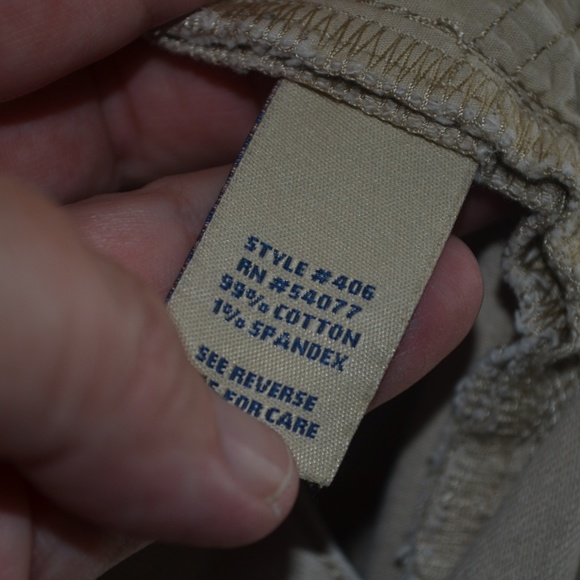 STYLE #406
RN #54077
99% COTTON
1% SPANDEX
SEE REVERSE
FOR CARE